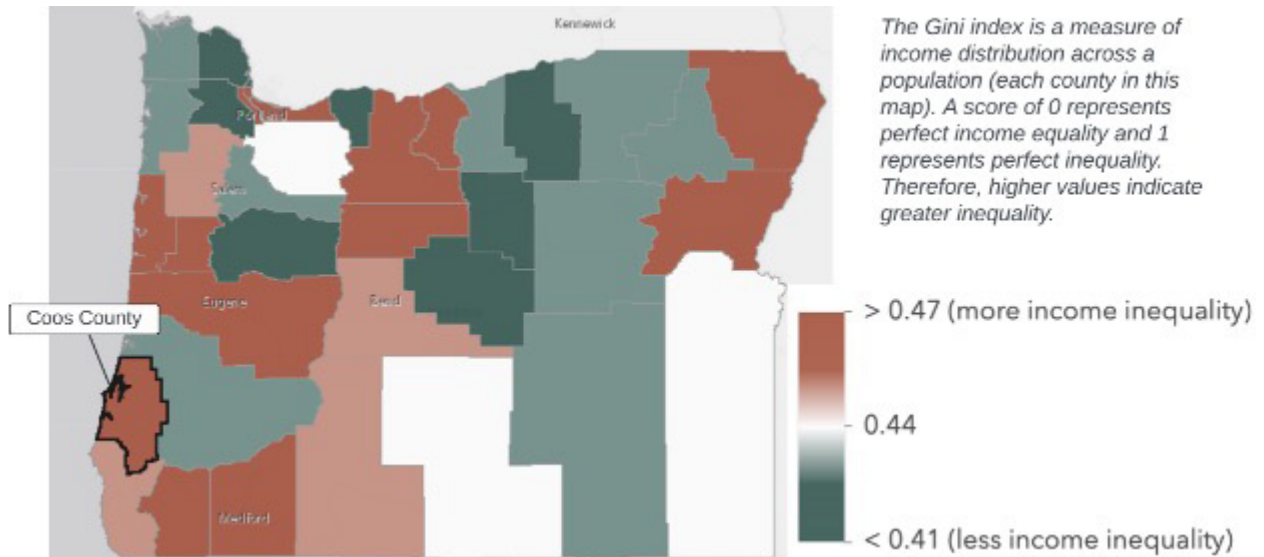 Kennewick
The Gini index is a measure of
income distribution across a
population (each county in this
map). A score of 0 represents
perfect income equality and 1
represents perfect inequality.
Therefore, higher values indicate
greater inequality.
Portland
Salem
Eugene
Bend
Coos County
Medford
> 0.47 (more income inequality)
0.44
< 0.41 (less income inequality)